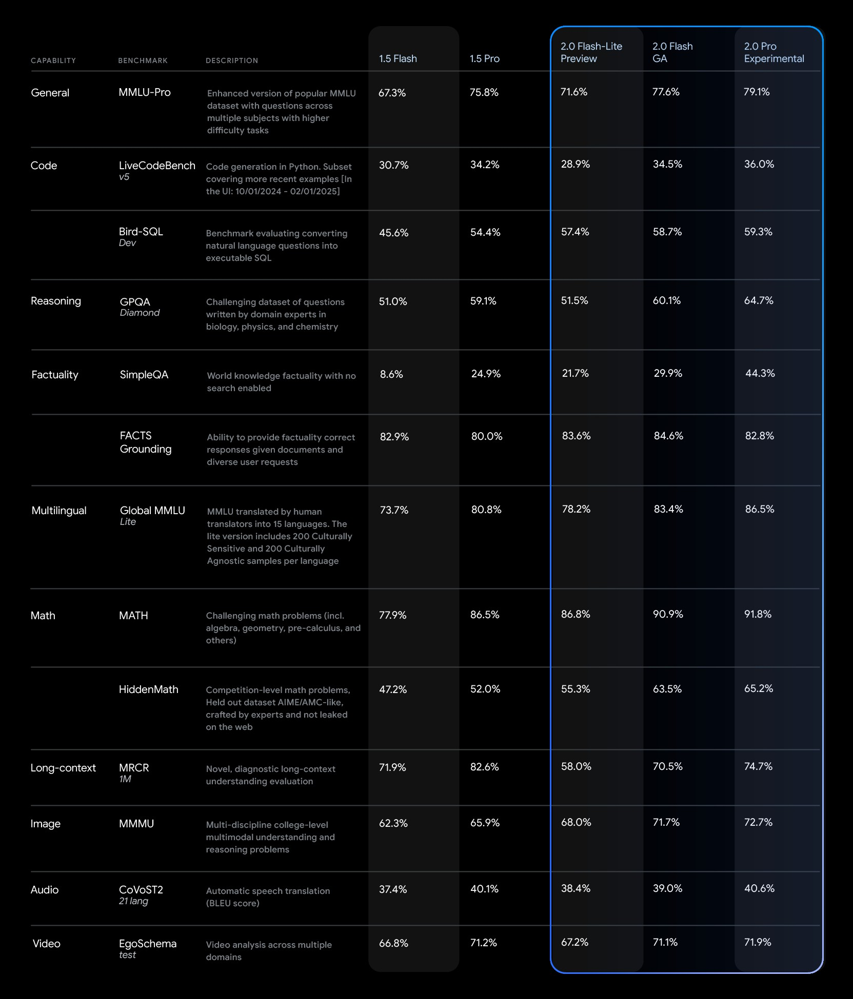 CAPABILITY BENCHMARK DESCRIPTION 1.5 Flash 1.5 Pro 2.0 Flash-Lite Preview 2.0 Flash GA 2.0 Pro Experimental
General MMLU-Pro Enhanced version of popular MMLU 67.3% 75.8% 71.6% 77.6% 79.1%
dataset with questions across
multiple subjects with higher
difficulty tasks
Code LiveCodeBench Code generation in Python. Subset 30.7% 34.2% 28.9% 34.5% 36.0%
v5 covering more recent examples [In
the UI: 10/01/2024 - 02/01/2025]
Bird-SQL Benchmark evaluating converting 45.6% 54.4% 57.4% 58.7% 59.3%
Dev natural language questions into
executable SQL
Reasoning GPQA Challenging dataset of questions 51.0% 59.1% 51.5% 60.1% 64.7%
Diamond written by domain experts in
biology, physics, and chemistry
Factuality SimpleQA World knowledge factuality with no 8.6% 24.9% 21.7% 29.9% 44.3%
search enabled
FACTS Ability to provide factuality correct 82.9% 80.0% 83.6% 84.6% 82.8%
Grounding responses given documents and
diverse user requests
Multilingual Global MMLU MMLU translated by human 73.7% 80.8% 78.2% 83.4% 86.5%
Lite translators into 15 languages. The
lite version includes 200 Culturally
Sensitive and 200 Culturally
Agnostic samples per language
Math MATH Challenging math problems (incl. 77.9% 86.5% 86.8% 90.9% 91.8%
algebra, geometry, pre-calculus, and
others)
HiddenMath Competition-level math problems, 47.2% 52.0% 55.3% 63.5% 65.2%
Held out dataset AIME/AMC-like,
crafted by experts and not leaked
on the web
Long-context MRCR Novel, diagnostic long-context 71.9% 82.6% 58.0% 70.5% 74.7%
1M understanding evaluation
Image MMMU Multi-discipline college-level 62.3% 65.9% 68.0% 71.7% 72.7%
multimodal understanding and
reasoning problems
Audio CoVoST2 Automatic speech translation 37.4% 40.1% 38.4% 39.0% 40.6%
21 lang (BLEU score)
Video EgoSchema Video analysis across multiple 66.8% 71.2% 67.2% 71.1% 71.9%
test domains